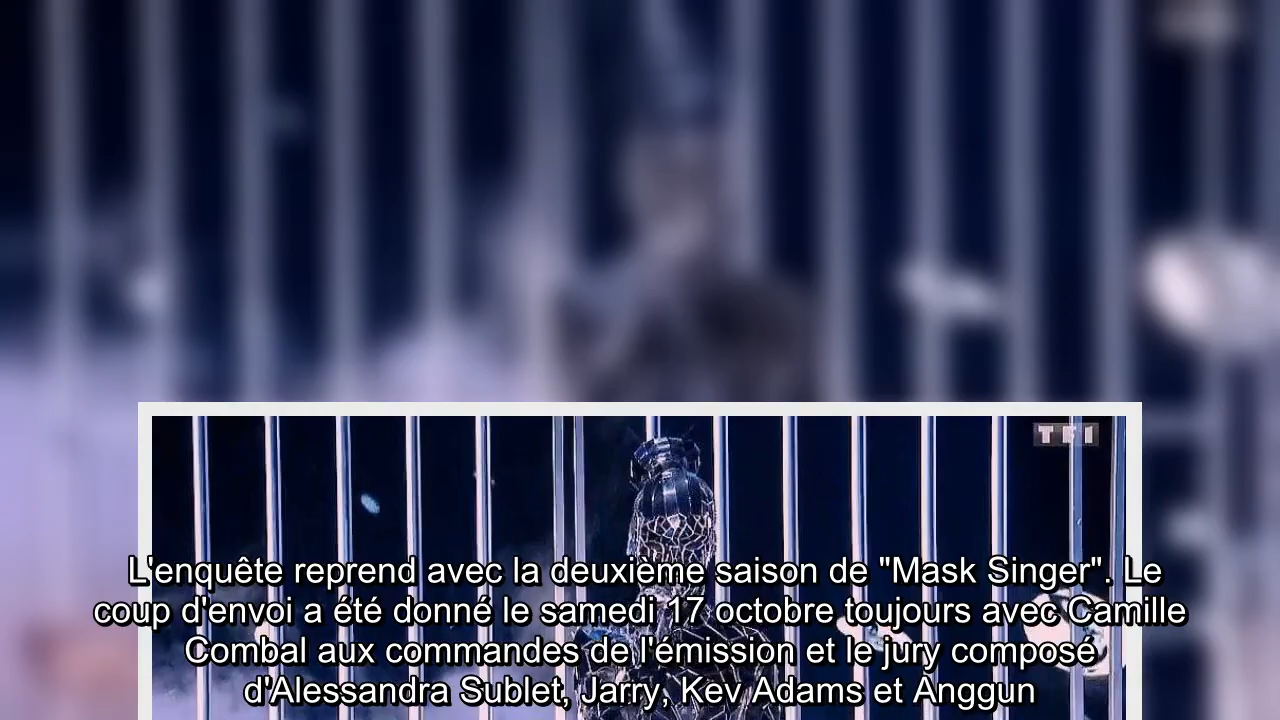 TF1
L'enquête reprend avec la deuxième saison de "Mask Singer". Le
coup d'envoi a été donné le samedi 17 octobre toujours avec Camille
Combal aux commandes de l'émission et le jury composé
d'Alessandra Sublet, Jarry, Kev Adams et Anggun